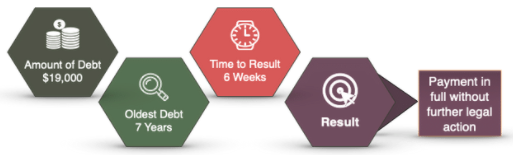 Amount of Debt
$19,000
Oldest Debt
7 Years
Time to Result
6 Weeks
Result
Payment in
full without
further legal
action